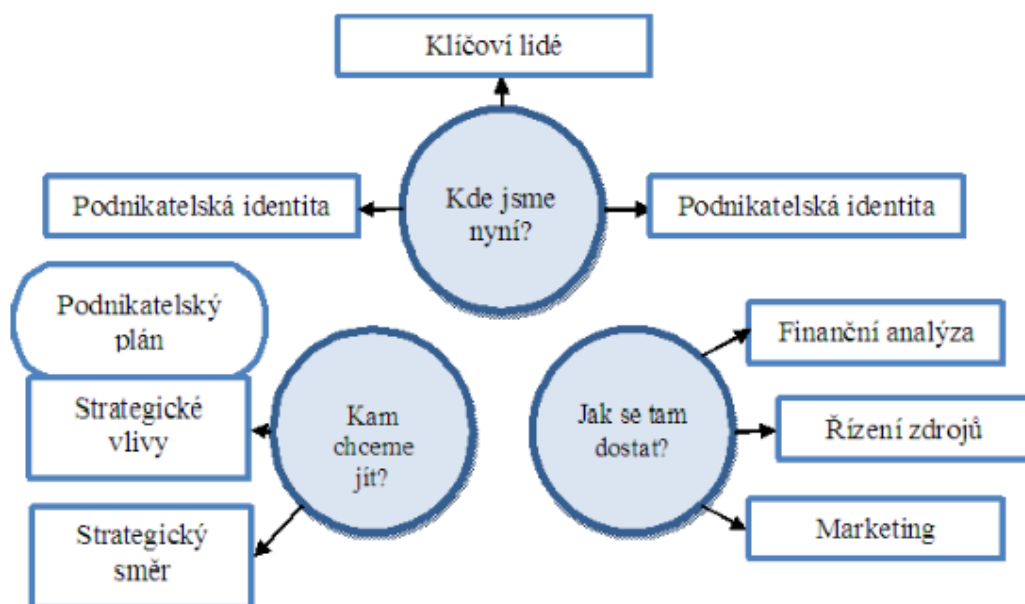 Klíčoví lidé
Podnikatelská identita
Kde jsme
nyní?
Podnikatelská identita
Podnikatelský
plán
Strategické
vlivy
Strategický
směr
Kam
chceme
jít?
Jak se tam
dostat?
Finanční analýza
Řízení zdrojů
Marketing